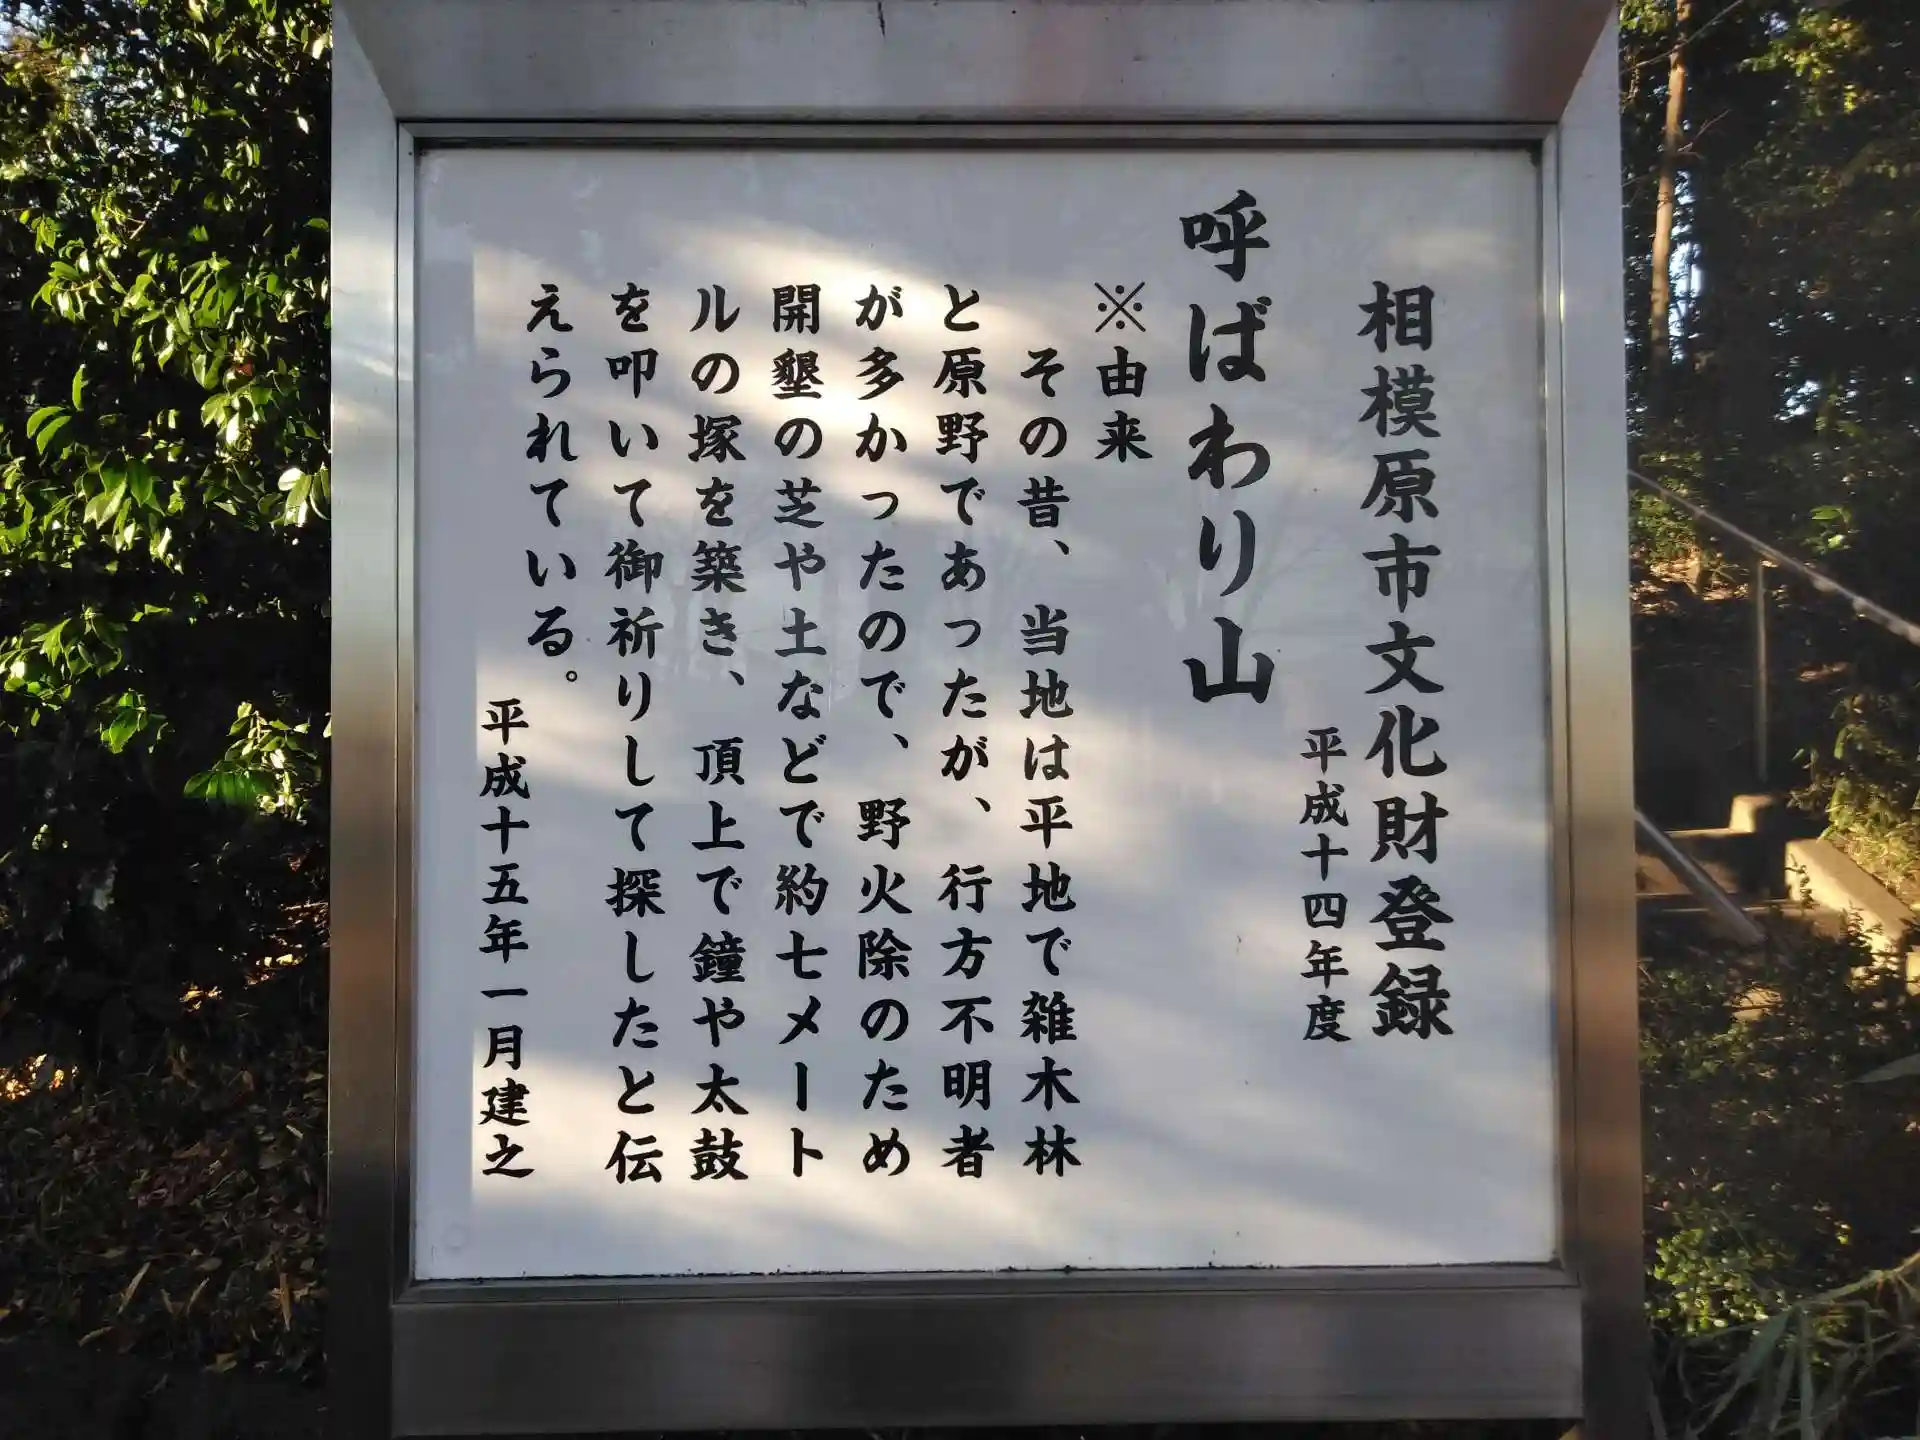 相模原市文化財登録
平成十四年度
呼ばわり山
※由来
その昔、当地は平地で雑木林
と原野であったが、行方不明者
が多かったので、野火除のため
開墾の芝や土などで約七メート
ルの塚を築き、頂上で鐘や太鼓
を叩いて御祈りして探したと伝
えられている。
平成十五年一月建之